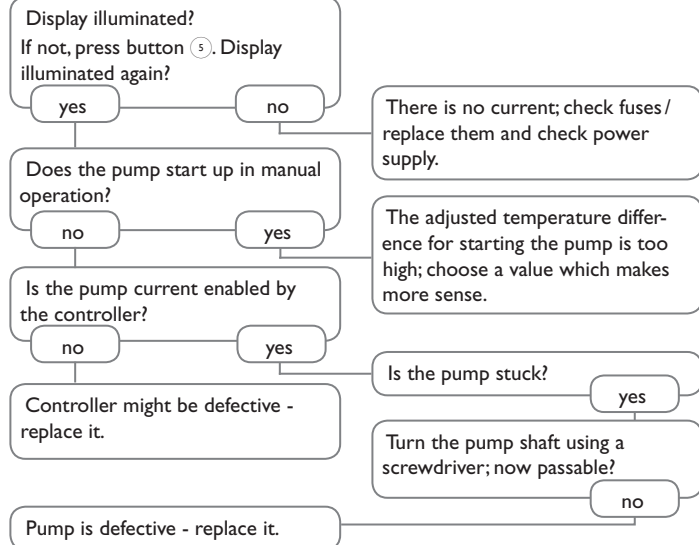 Display illuminated?
If not, press button 5. Display
illuminated again?
yes
no
There is no current; check fuses/
replace them and check power
supply.
Does the pump start up in manual
operation?
no
yes
The adjusted temperature differ-
ence for starting the pump is too
high; choose a value which makes
more sense.
Is the pump current enabled by
the controller?
no
yes
Controller might be defective -
replace it.
Is the pump stuck?
yes
Turn the pump shaft using a
screwdriver; now passable?
no
Pump is defective - replace it.